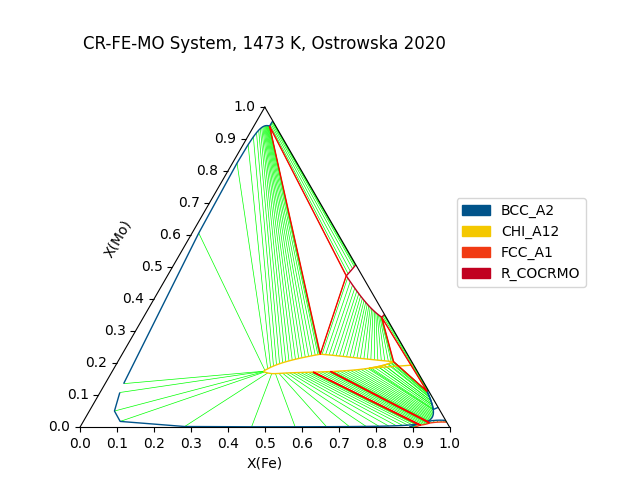 CR-FE-MO System, 1473 K, Ostrowska 2020
1.0
0.9
0.8
0.7
0.6
0.5
0.4
0.3
0.2
0.1
0.0
X(Mo)
BCC_A2
CHI_A12
FCC_A1
R_COCRMO
0.0 0.1 0.2 0.3 0.4 0.5 0.6 0.7 0.8 0.9 1.0
X(Fe)